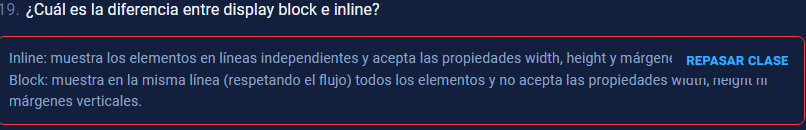 19. ¿Cuál es la diferencia entre display block e inline?
Inline: muestra los elementos en líneas independientes y acepta las propiedades width, height y
REPASAR CLASE
Block: muestra en la misma línea (respetando el flujo) todos los elementos y no acepta las propiedades width, height ni
márgenes verticales.